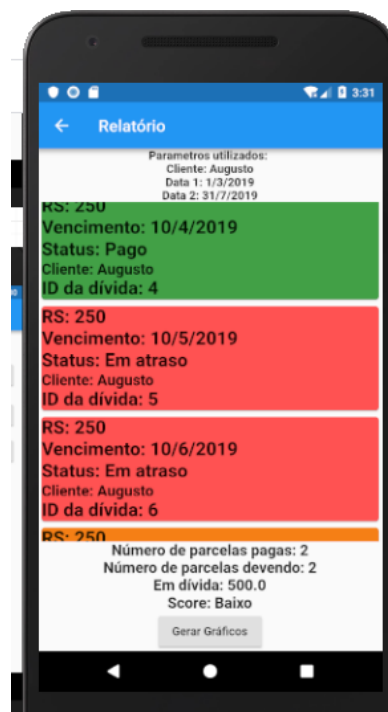 3:31
Relatório
Parametros utilizados:
Cliente: Augusto
Data 1: 1/3/2019
Data 2: 31/7/2019
RS: 250
Vencimento: 10/4/2019
Status: Pago
Cliente: Augusto
ID da dívida: 4
RS: 250
Vencimento: 10/5/2019
Status: Em atraso
Cliente: Augusto
ID da dívida: 5
RS: 250
Vencimento: 10/6/2019
Status: Em atraso
Cliente: Augusto
ID da dívida: 6
RS: 250
Número de parcelas pagas: 2
Número de parcelas devendo: 2
Em dívida: 500.0
Score: Baixo
Gerar Gráficos